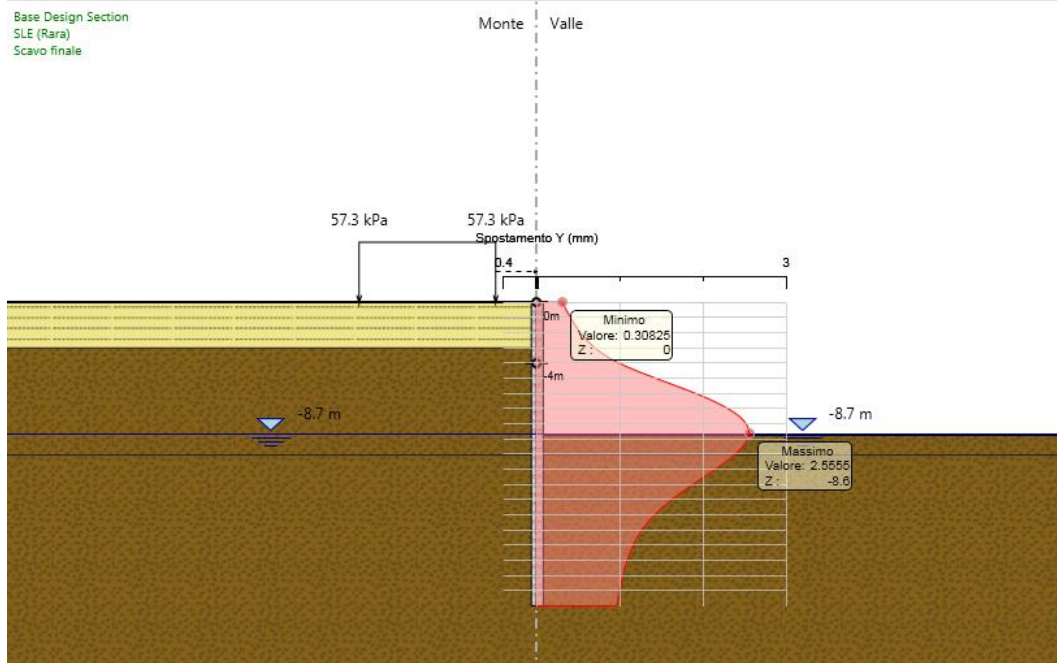 Base Design Section
SLE (Rara)
Scavo finale
Monte Valle
57.3 kPa 57.3 kPa
Spostamento Y (mm)
0.4 3
0m
Minimo
Valore: 0.30825
Z : 0
-4m
-8.7 m -8.7 m
Massimo
Valore: 2.5555
Z : -8.6